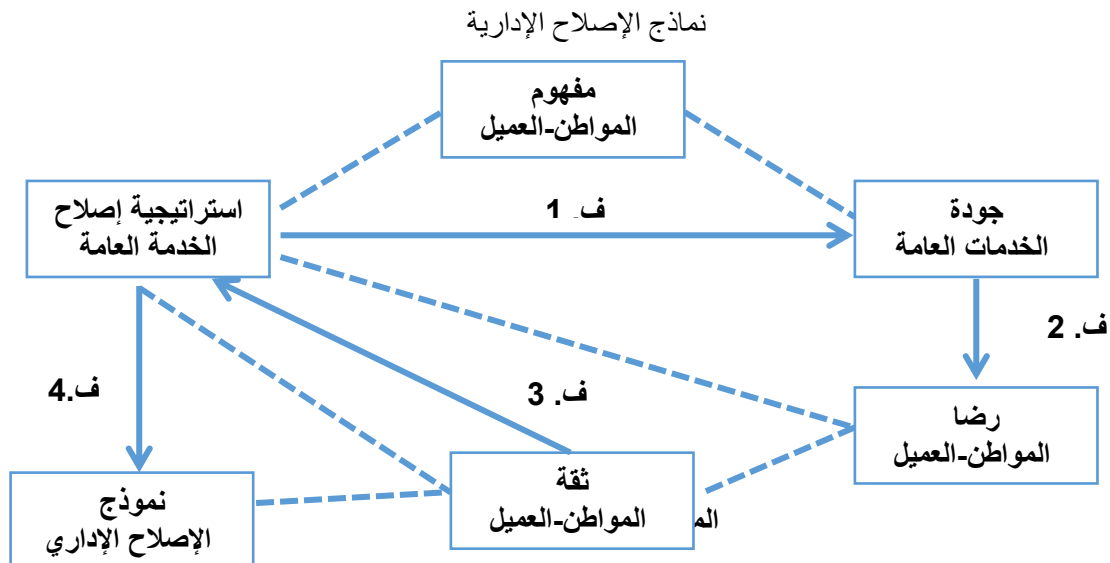 نماذج الإصلاح الإدارية
مفهوم
المواطن-العميل
استراتيجية إصلاح
الخدمة العامة
ف. 1
جودة
الخدمات العامة
ف. 2
ف. 3
ف.4
رضا
المواطن-العميل
ثقة
المواطن-العميل
نموذج
الإصلاح الإداري